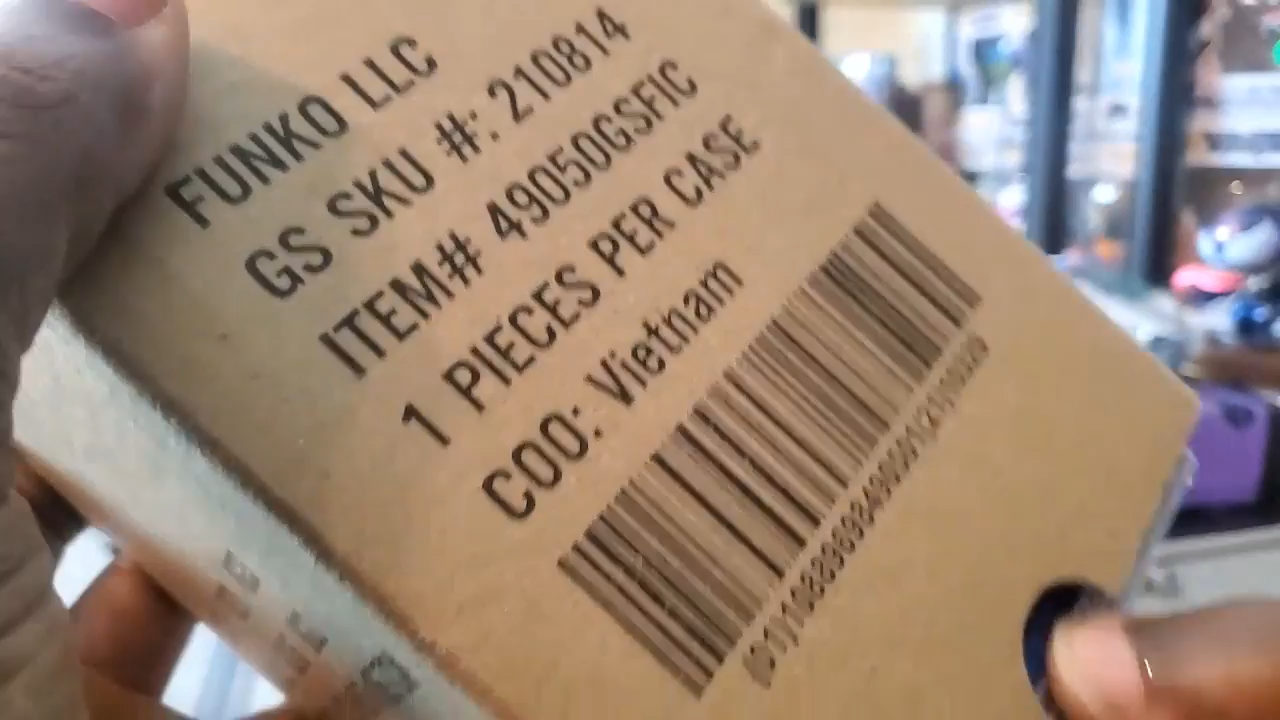 FUNKO LLC
GS SKU #: 210814
ITEM# 49050GSFIC
1 PIECES PER CASE
COO: Vietnam